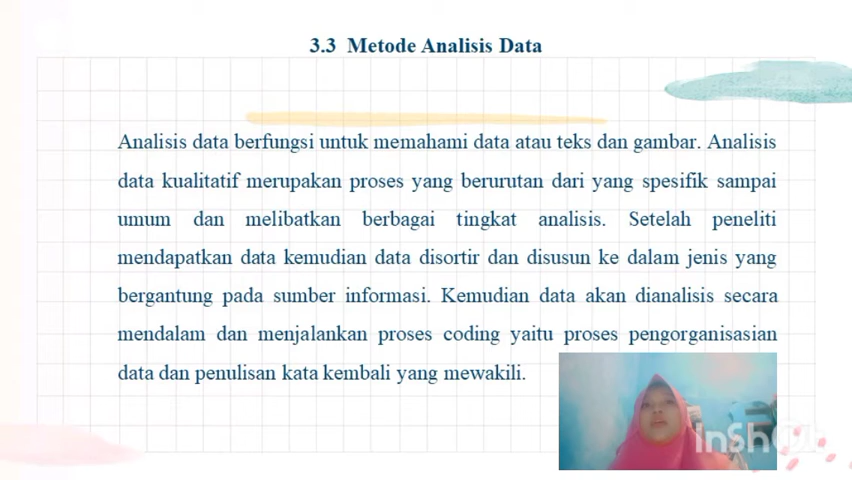 3.3 Metode Analisis Data
Analisis data berfungsi untuk memahami data atau teks dan gambar. Analisis
data kualitatif merupakan proses yang berurutan dari yang spesifik sampai
umum dan melibatkan berbagai tingkat analisis. Setelah peneliti
mendapatkan data kemudian data disortir dan disusun ke dalam jenis yang
bergantung pada sumber informasi. Kemudian data akan dianalisis secara
mendalam dan menjalankan proses coding yaitu proses pengorganisasian
data dan penulisan kata kembali yang mewakili.
InShOt